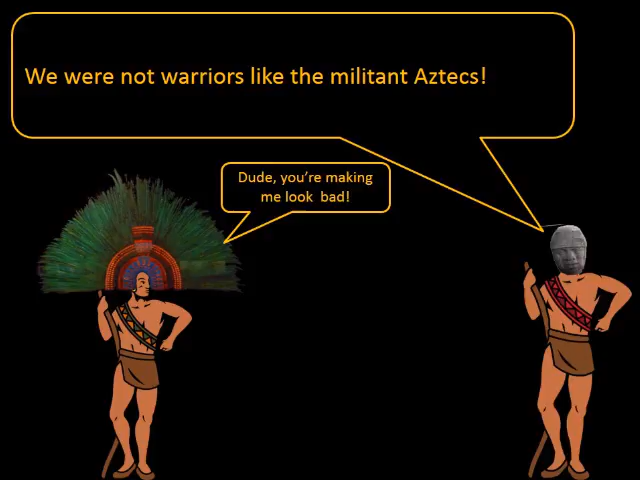 We were not warriors like the militant Aztecs!
Dude, you’re making
me look  bad!